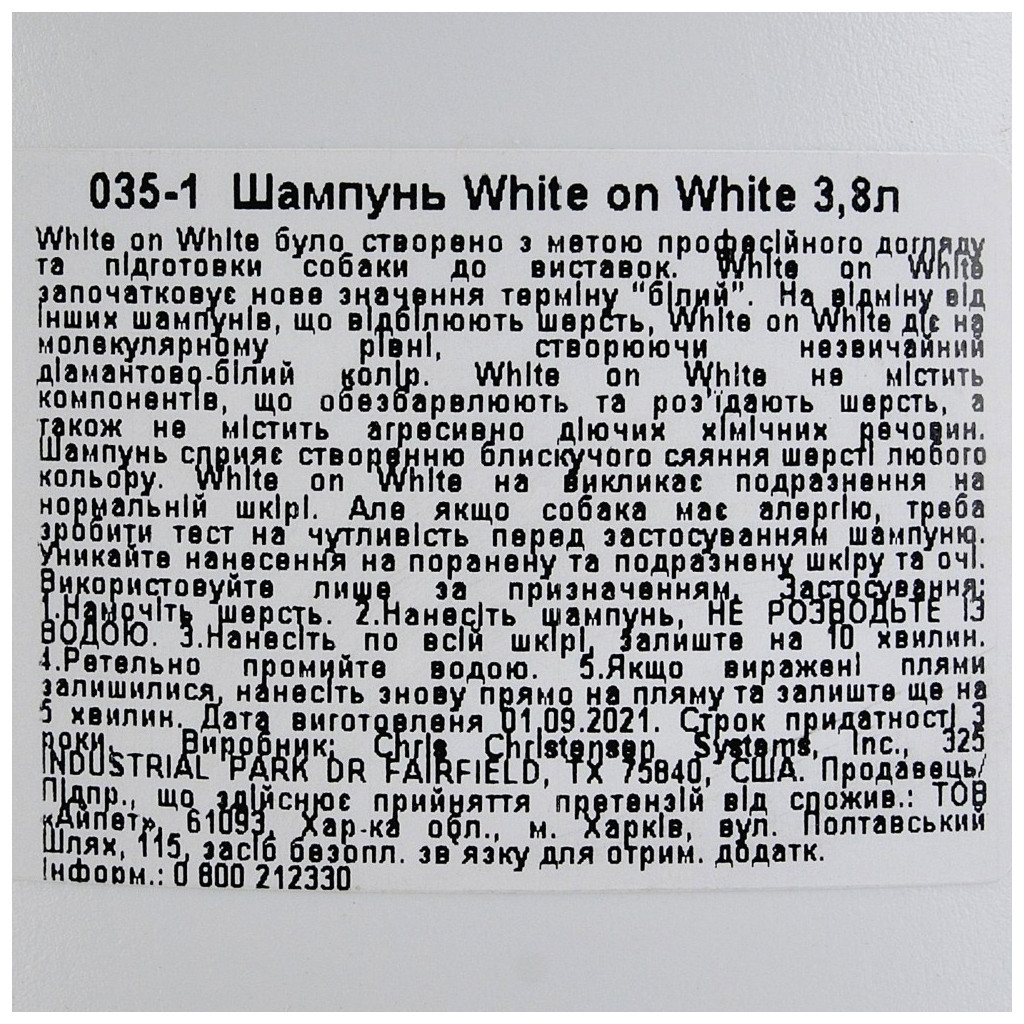 035-1 Шампунь White on White 3,8л
White on White було створено з метою професійного догляду
та підготовки собаки до виставок. White on White
започатковує нове значення терміну “білий”. На відміну від
інших шампунів, що відбілюють шерсть, White on White діє на
молекулярному рівні, створюючи незвичайний
діамантово-білий колір. White on White не містить
компонентів, що обезбарвлюють та роз'їдають шерсть, а
також не містить агресивно діючих хімічних речовин.
Шампунь сприяє створенню блискучого сяяння шерсті любого
кольору. White on White на викликає подразнення на
нормальній шкірі. Але якщо собака має алергію, треба
зробити тест на чутливість перед застосуванням шампуню.
Уникайте нанесення на поранену та подразнену шкіру та очі.
Використовуйте лише за призначенням. Застосування:
1.Намочіть шерсть. 2.Нанесіть шампунь, НЕ РОЗВОДЬТЕ ІЗ
ВОДОЮ. 3.Нанесіть по всій шкірі, залиште на 10 хвилин.
4.Ретельно промийте водою. 5.Якщо виражені плями
залишилися, нанесіть знову прямо на пляму та залиште ще на
5 хвилин. Дата виготовленя 01.09.2021. Строк придатності 3
роки. Виробник: Chris Christensen Systems, Inc., 325
INDUSTRIAL PARK DR FAIRFIELD, TX 75840, США. Продавець/
Підпр., що здійснює прийняття претензій від спожив.: ТОВ
«Айпет», 61093, Хар-ка обл., м. Харків, вул. Полтавський
Шлях, 115, засіб безопл. зв'язку для отрим. додатк.
інформ.: 0 800 212330